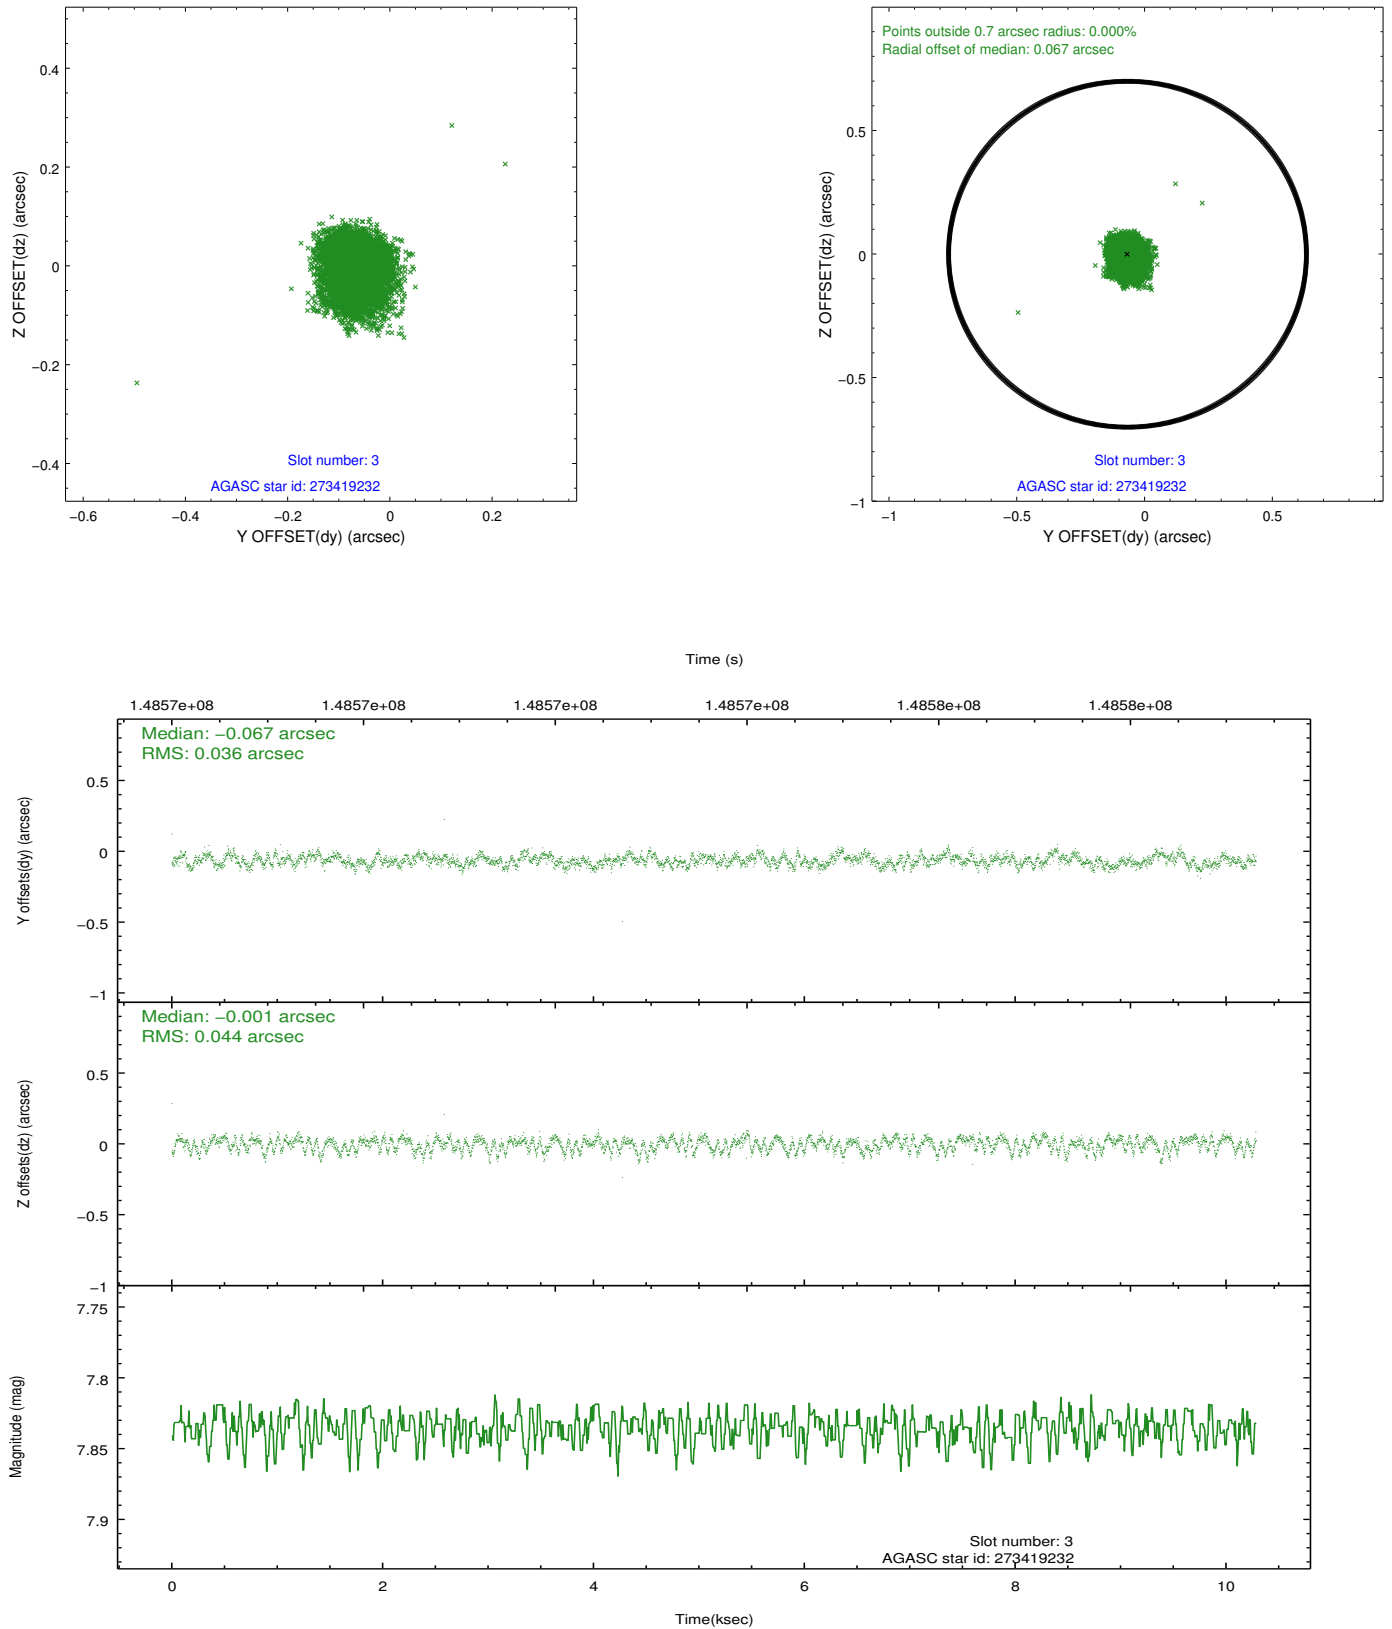 0.4
0.2
0
−0.2
−0.4
Z OFFSET(dz) (arcsec)
Slot number: 3
AGASC star id: 273419232
−0.6 −0.4 −0.2 0 0.2
Y OFFSET(dy) (arcsec)
Points outside 0.7 arcsec radius: 0.000%
Radial offset of median: 0.067 arcsec
0.5
0
−0.5
−1
Z OFFSET(dz) (arcsec)
Slot number: 3
AGASC star id: 273419232
−1 −0.5 0 0.5
Y OFFSET(dy) (arcsec)
Time (s)
1.4857e+08 1.4857e+08 1.4857e+08 1.4857e+08 1.4858e+08 1.4858e+08
Median: −0.067 arcsec
RMS: 0.036 arcsec
0.5
0
−0.5
−1
Y offsets(dy) (arcsec)
Median: −0.001 arcsec
RMS: 0.044 arcsec
0.5
0
−0.5
−1
Z offsets(dz) (arcsec)
7.75
7.8
7.85
7.9
Magnitude (mag)
Slot number: 3
AGASC star id: 273419232
0 2 4 6 8 10
Time(ksec)